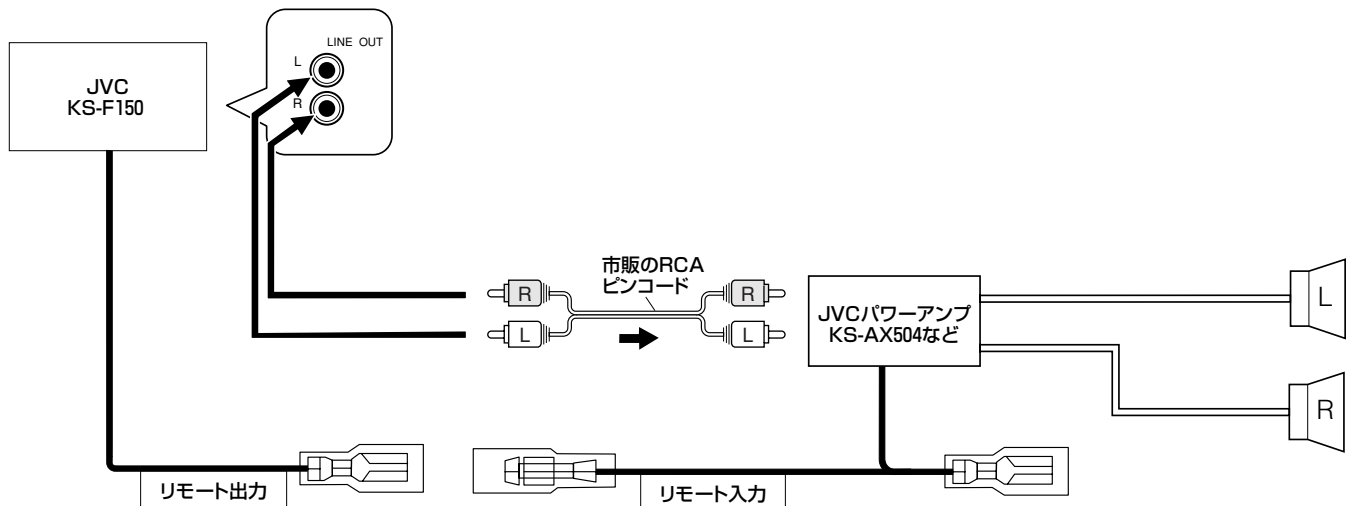 JVC
KS-F150
LINE OUT
L
R
市販のRCA
ピンコード
R
R
L
L
JVCパワーアンプ
KS-AX504など
L
R
リモート出力
リモート入力